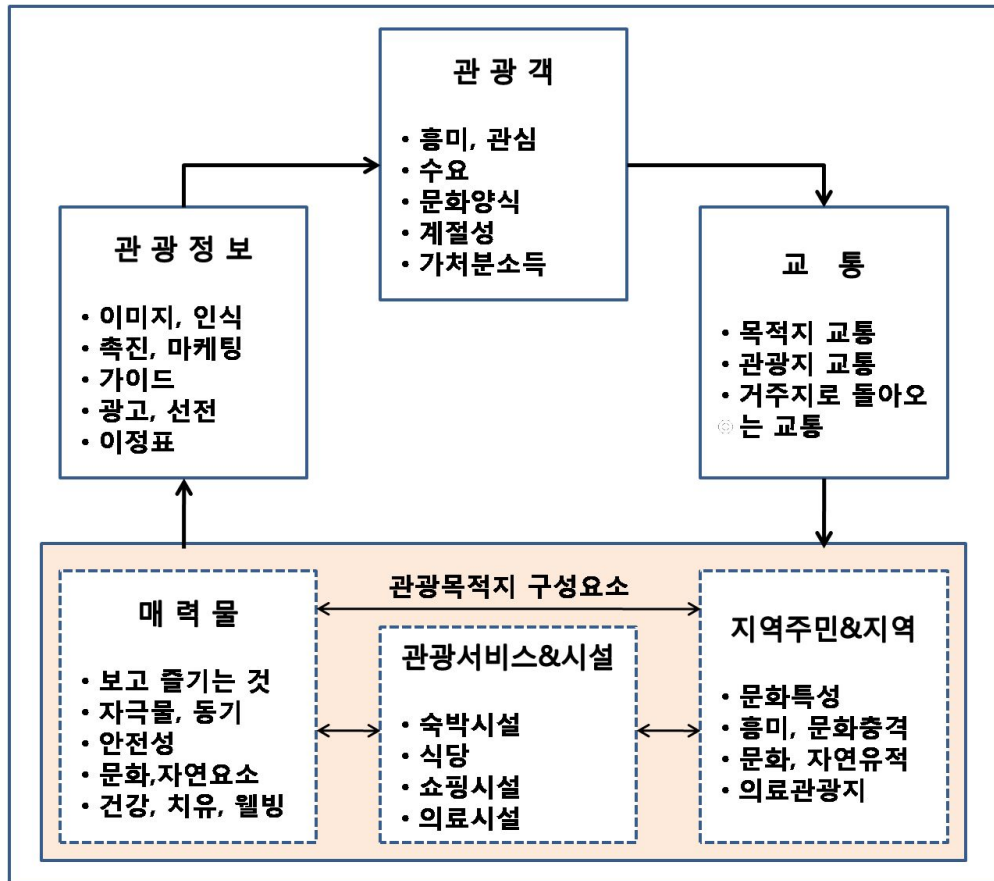 관 광 객
• 흥미, 관심
• 수요
• 문화양식
• 계절성
• 가처분소득
관 광 정 보
• 이미지, 인식
• 촉진, 마케팅
• 가이드
• 광고, 선전
• 이정표
교 통
• 목적지 교통
• 관광지 교통
• 거주지로 돌아오
는 교통
관광목적지 구성요소
매 력 물
• 보고 즐기는 것
• 자극물, 동기
• 안전성
• 문화,자연요소
• 건강, 치유, 웰빙
관광서비스&시설
• 숙박시설
• 식당
• 쇼핑시설
• 의료시설
지역주민&지역
• 문화특성
• 흥미, 문화충격
• 문화, 자연유적
• 의료관광지